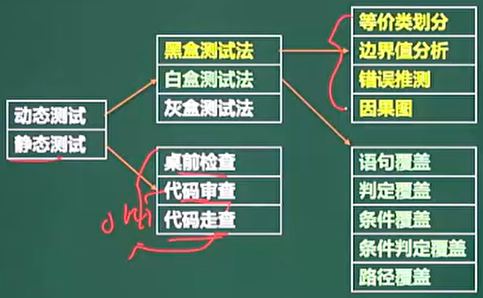 动态测试
静态测试
黑盒测试法
白盒测试法
灰盒测试法
桌前检查
代码审查
代码走查
等价类划分
边界值分析
错误推测
因果图
语句覆盖
判定覆盖
条件覆盖
条件判定覆盖
路径覆盖